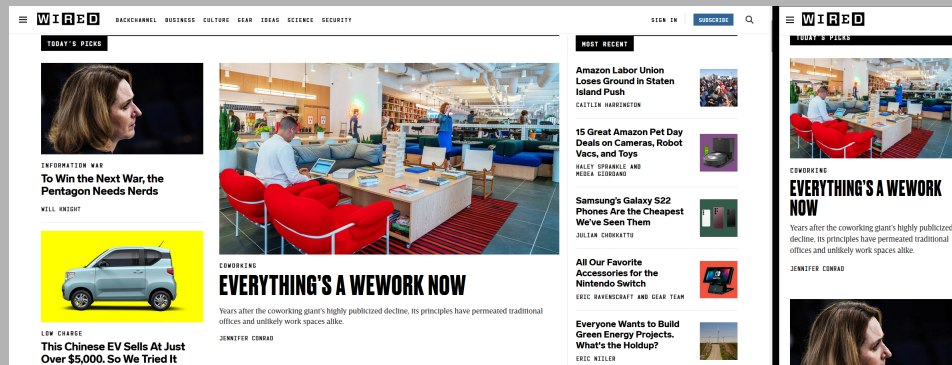 WIRED
BACKCHANNEL BUSINESS CULTURE GEAR IDEAS SCIENCE SECURITY
SIGN IN
SUBSCRIBE
TODAY'S PICKS
INFORMATION WAR
To Win the Next War, the
Pentagon Needs Nerds
WILL KNIGHT
LOW CHARGE
This Chinese EV Sells At Just
Over $5,000. So We Tried It
COWORKING
EVERYTHING'S A WEWORK NOW
Years after the coworking giant's highly publicized decline, its principles have permeated traditional
offices and unlikely work spaces alike.
JENNIFER CONRAD
MOST RECENT
Amazon Labor Union
Loses Ground in Staten
Island Push
CAITLIN HARRINGTON
15 Great Amazon Pet Day
Deals on Cameras, Robot
Vacs, and Toys
HALEY SPRANKLE AND
MEDEA GIORDANO
Samsung's Galaxy S22
Phones Are the Cheapest
We've Seen Them
JULIAN CHOKKATTU
All Our Favorite
Accessories for the
Nintendo Switch
ERIC RAVENSCRAFT AND GEAR TEAM
Everyone Wants to Build
Green Energy Projects.
What's the Holdup?
ERIC NIILER
WIRED
TODAY'S PICKS
COWORKING
EVERYTHING'S A WEWORK
NOW
Years after the coworking giant's highly publicized
decline, its principles have permeated traditional
offices and unlikely work spaces alike.
JENNIFER CONRAD